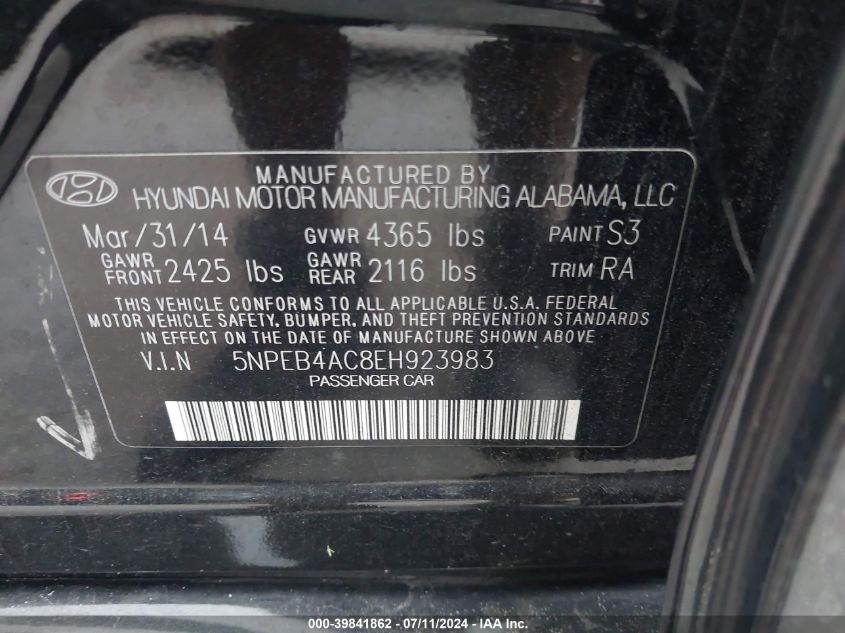 MANUFACTURED BY
HYUNDAI MOTOR MANUFACTURING ALABAMA, LLC
Mar/31/14 GVWR 4365 lbs PAINT S3
GAWR FRONT 2425 lbs GAWR REAR 2116 lbs TRIM RA
THIS VEHICLE CONFORMS TO ALL APPLICABLE U.S.A. FEDERAL
MOTOR VEHICLE SAFETY, BUMPER, AND THEFT PREVENTION STANDARDS
IN EFFECT ON THE DATE OF MANUFACTURE SHOWN ABOVE
V.I.N 5NPEB4AC8EH923983
PASSENGER CAR
000-39841862 - 07/11/2024 - IAA Inc.